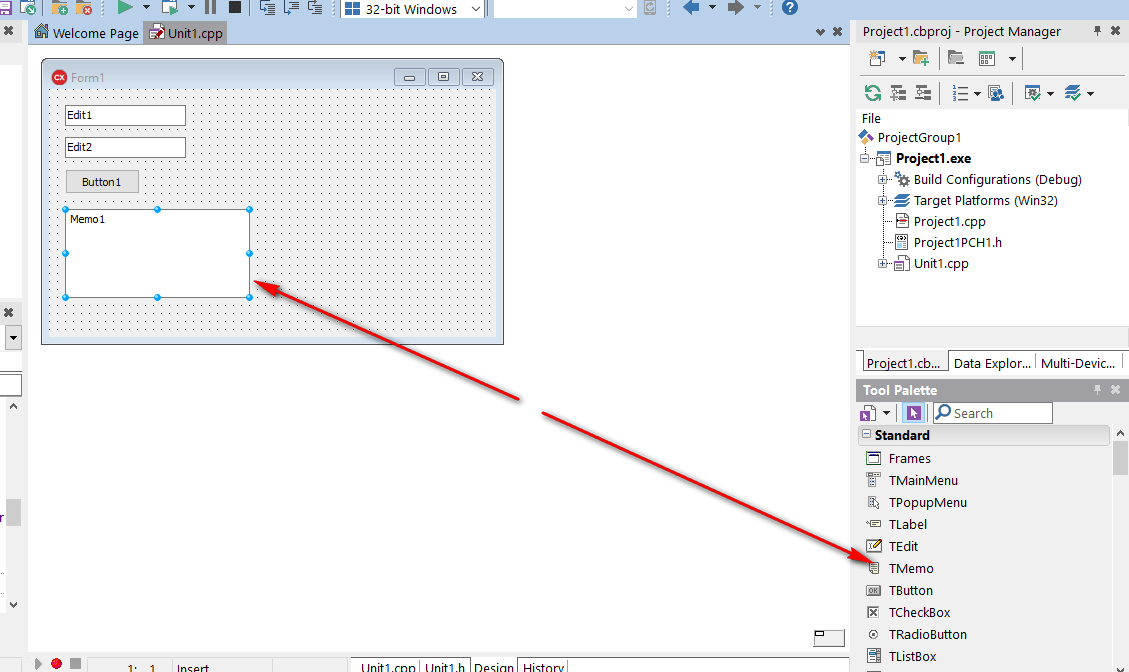 32-bit Windows
Welcome Page
Unit1.cpp
Form1
Edit1
Edit2
Button1
Memo1
Project1.cbproj - Project Manager
File
ProjectGroup1
Project1.exe
Build Configurations (Debug)
Target Platforms (Win32)
Project1.cpp
Project1PCH1.h
Unit1.cpp
Project1.cb...
Data Explor...
Multi-Devic...
Tool Palette
Search
Standard
Frames
TMainMenu
TPopupMenu
TLabel
TEdit
TMemo
TButton
TCheckBox
TRadioButton
TListBox
1: 1
Insert
Unit1.cpp
Unit1.h
Design
History